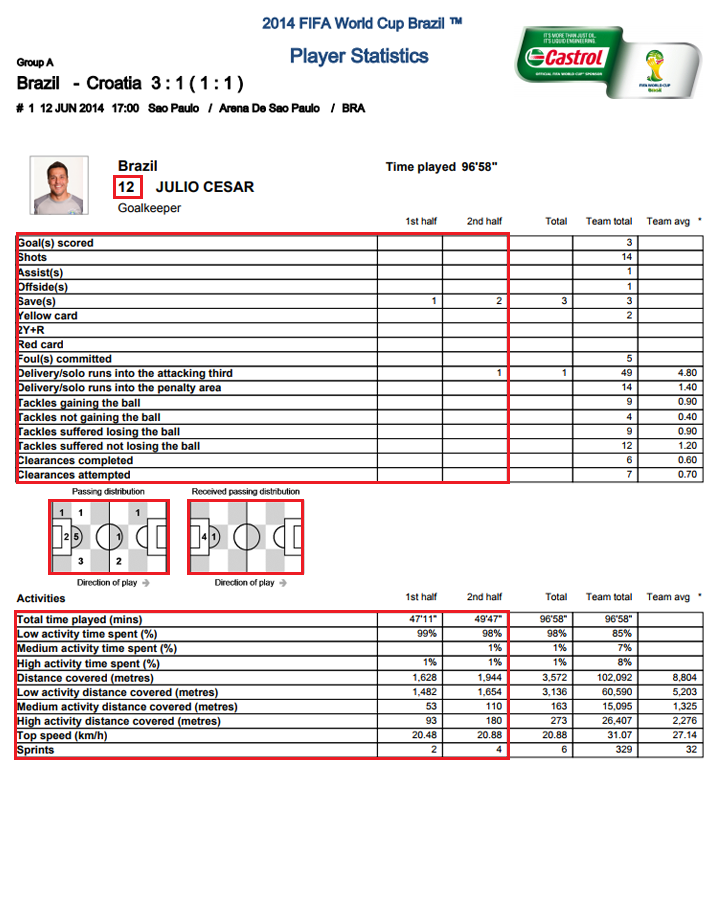 2014 FIFA World Cup Brazil ™
Player Statistics
IT'S MORE THAN JUST OIL.
IT'S LIQUID ENGINEERING.
Castrol
OFFICIAL FIFA WORLD CUP™ SPONSOR
FIFA WORLD CUP
Brasil
Group A
Brazil - Croatia 3 : 1 ( 1 : 1 )
# 1 12 JUN 2014 17:00 Sao Paulo / Arena De Sao Paulo / BRA
Brazil Time played 96'58"
12 JULIO CESAR
Goalkeeper
1st half 2nd half Total Team total Team avg *
Goal(s) scored 3
Shots 14
Assist(s) 1
Offside(s) 1
Save(s) 1 2 3 3
Yellow card 2
2Y+R
Red card
Foul(s) committed 5
Delivery/solo runs into the attacking third 1 1 49 4.80
Delivery/solo runs into the penalty area 14 1.40
Tackles gaining the ball 9 0.90
Tackles not gaining the ball 4 0.40
Tackles suffered losing the ball 9 0.90
Tackles suffered not losing the ball 12 1.20
Clearances completed 6 0.60
Clearances attempted 7 0.70
Passing distribution Received passing distribution
1 1 1
2 5 1 4 1
3 2
Direction of play Direction of play
Activities 1st half 2nd half Total Team total Team avg *
Total time played (mins) 47'11" 49'47" 96'58" 96'58"
Low activity time spent (%) 99% 98% 98% 85%
Medium activity time spent (%) 1% 1% 7%
High activity time spent (%) 1% 1% 1% 8%
Distance covered (metres) 1,628 1,944 3,572 102,092 8,804
Low activity distance covered (metres) 1,482 1,654 3,136 60,590 5,203
Medium activity distance covered (metres) 53 110 163 15,095 1,325
High activity distance covered (metres) 93 180 273 26,407 2,276
Top speed (km/h) 20.48 20.88 20.88 31.07 27.14
Sprints 2 4 6 329 32